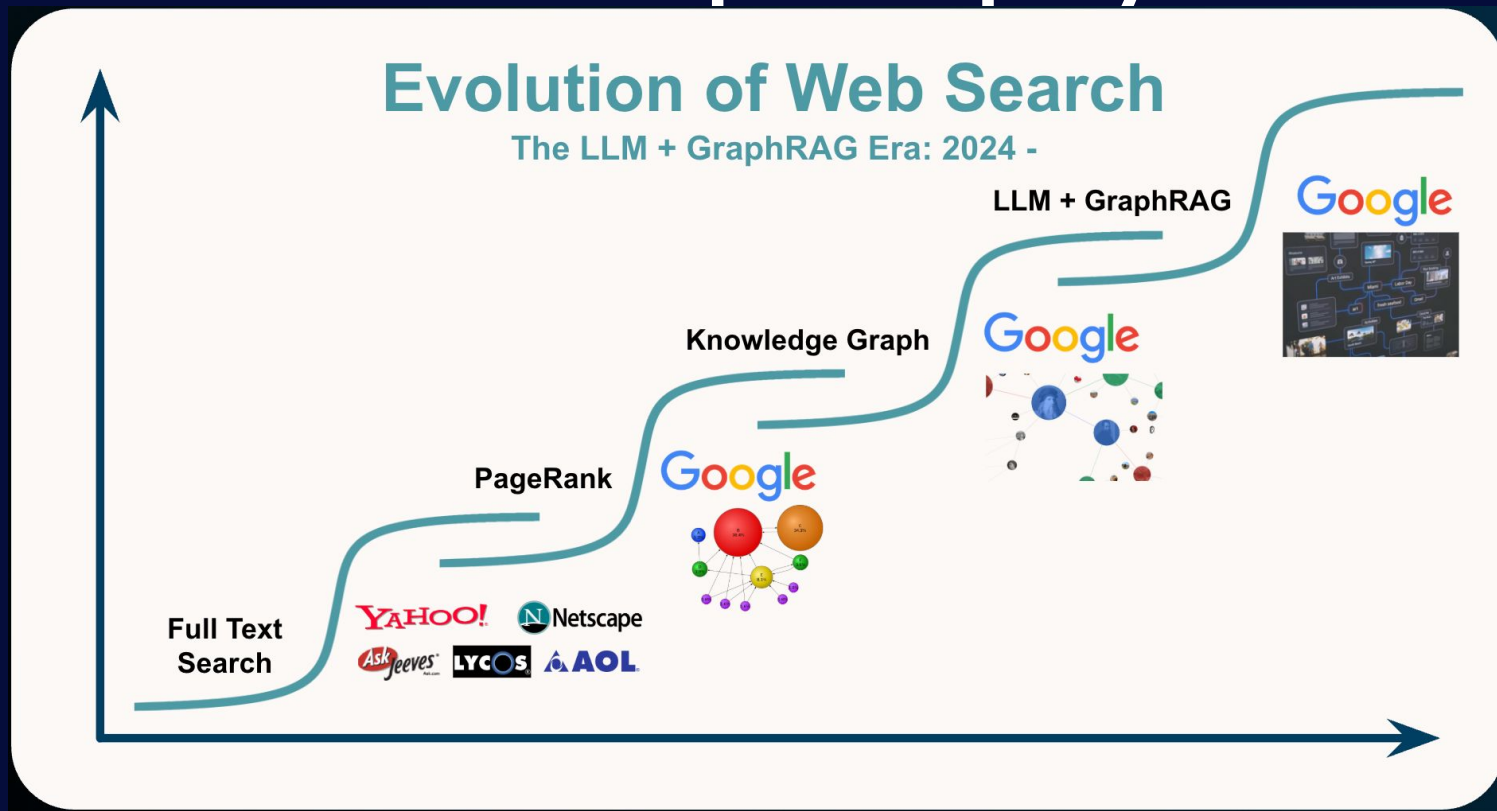 Evolution of Web Search
The LLM + GraphRAG Era: 2024 -
LLM + GraphRAG
Google
Knowledge Graph
Google
PageRank
Google
Full Text
Search
YAHOO!
Netscape
Ask Jeeves
LYCOS
AOL